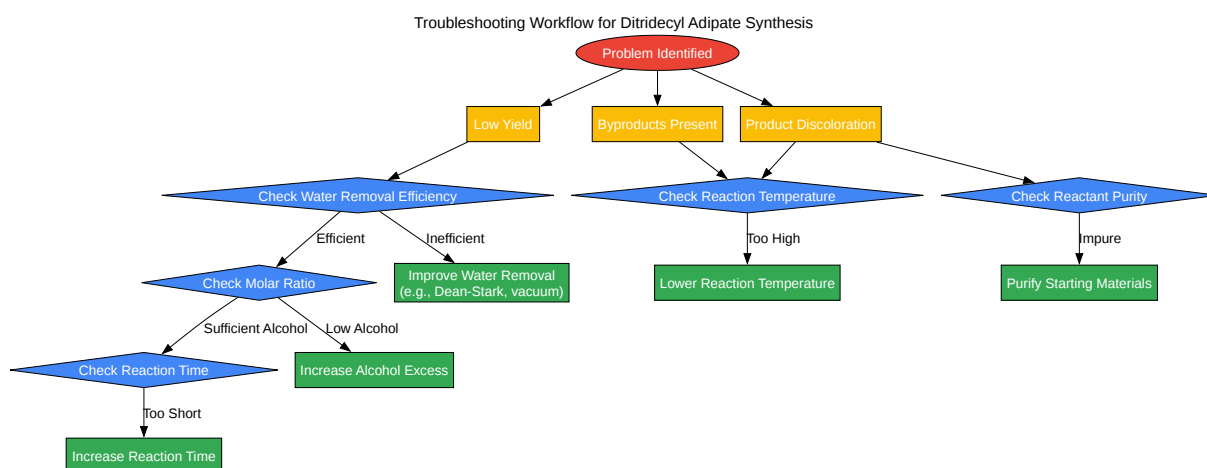 Troubleshooting Workflow for Ditridecyl Adipate Synthesis
Problem Identified
Low Yield
Byproducts Present
Product Discoloration
Check Water Removal Efficiency
Check Reaction Temperature
Check Reactant Purity
Efficient
Inefficient
Too High
Impure
Check Molar Ratio
Improve Water Removal
(e.g., Dean-Stark, vacuum)
Lower Reaction Temperature
Purify Starting Materials
Sufficient Alcohol
Low Alcohol
Check Reaction Time
Increase Alcohol Excess
Too Short
Increase Reaction Time